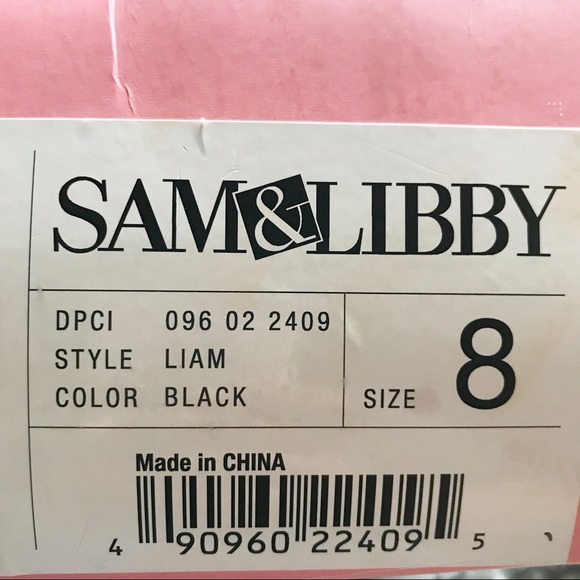 SAM&LIBBY
DPCI 096 02 2409
STYLE LIAM
COLOR BLACK
SIZE 8
Made in CHINA
4 90960 22409 5